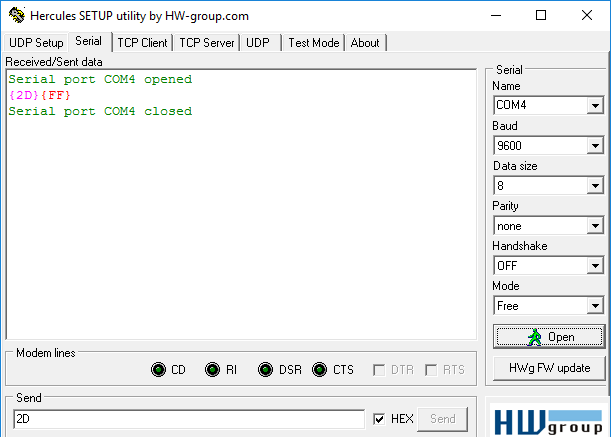 Hercules SETUP utility by HW-group.com
UDP Setup Serial TCP Client TCP Server UDP Test Mode About
Received/Sent data
Serial port COM4 opened
{2D}{FF}
Serial port COM4 closed
Serial
Name
COM4
Baud
9600
Data size
8
Parity
none
Handshake
OFF
Mode
Free
Open
HWg FW update
Modem lines
CD RI DSR CTS DTR RTS
Send
2D HEX Send
HWgroup